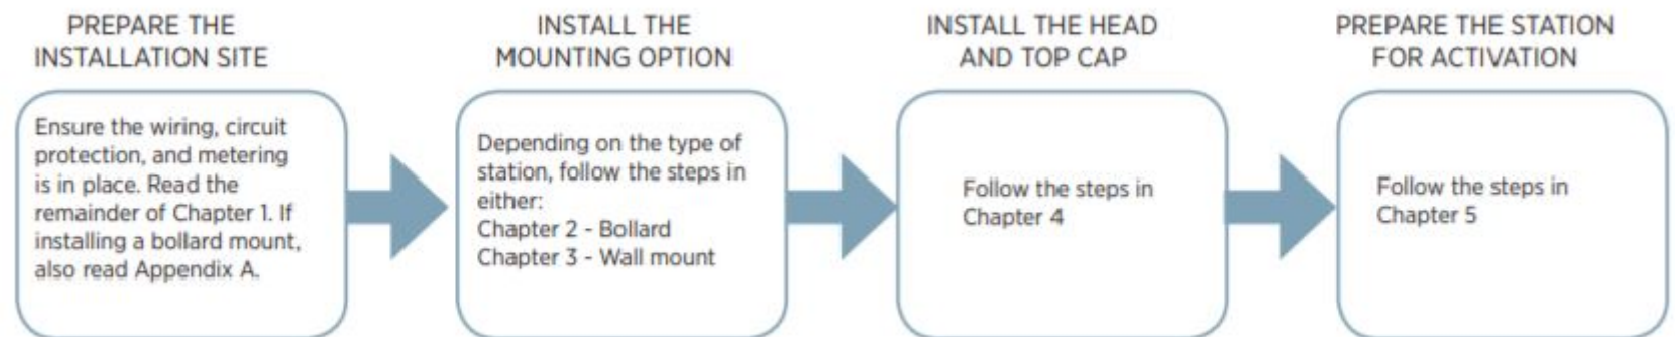 PREPARE THE
INSTALLATION SITE
Ensure the wiring, circuit
protection, and metering
is in place. Read the
remainder of Chapter 1. If
installing a bollard mount,
also read Appendix A.
INSTALL THE
MOUNTING OPTION
Depending on the type of
station, follow the steps in
either:
Chapter 2 - Bollard
Chapter 3 - Wall mount
INSTALL THE HEAD
AND TOP CAP
Follow the steps in
Chapter 4
PREPARE THE STATION
FOR ACTIVATION
Follow the steps in
Chapter 5